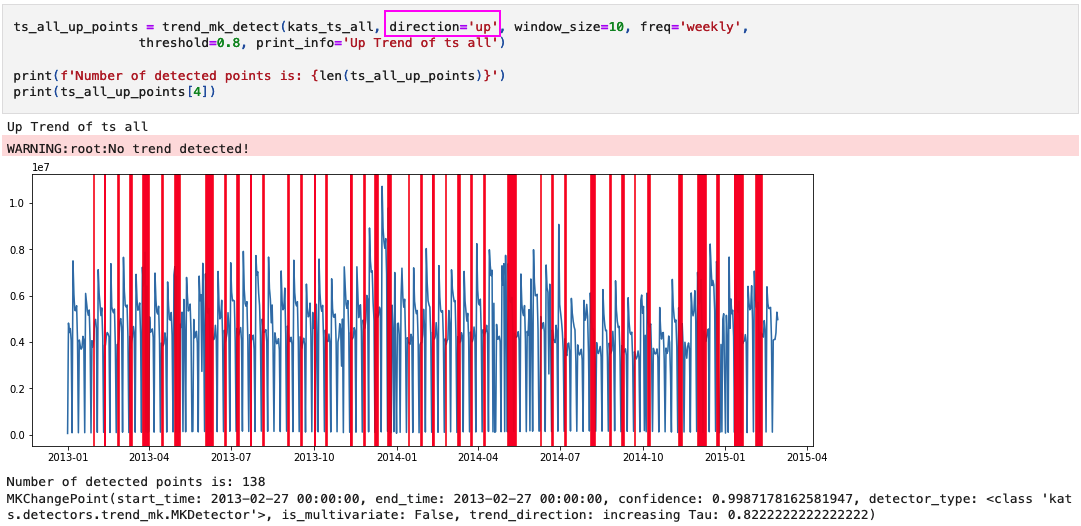 ts_all_up_points = trend_mk_detect(kats_ts_all, direction='up', window_size=10, freq='weekly',
threshold=0.8, print_info='Up Trend of ts all')
print(f'Number of detected points is: {len(ts_all_up_points)}')
print(ts_all_up_points[4])
Up Trend of ts all
WARNING:root:No trend detected!
1e7
1.0
0.8
0.6
0.4
0.2
0.0
2013-01 2013-04 2013-07 2013-10 2014-01 2014-04 2014-07 2014-10 2015-01 2015-04
Number of detected points is: 138
MKChangePoint(start_time: 2013-02-27 00:00:00, end_time: 2013-02-27 00:00:00, confidence: 0.9987178162581947, detector_type: <class 'kat
s.detectors.trend_mk.MKDetector'>, is_multivariate: False, trend_direction: increasing Tau: 0.8222222222222222)